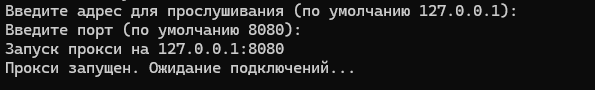 Введите адрес для прослушивания (по умолчанию 127.0.0.1):
Введите порт (по умолчанию 8080):
Запуск прокси на 127.0.0.1:8080
Прокси запущен. Ожидание подключений...